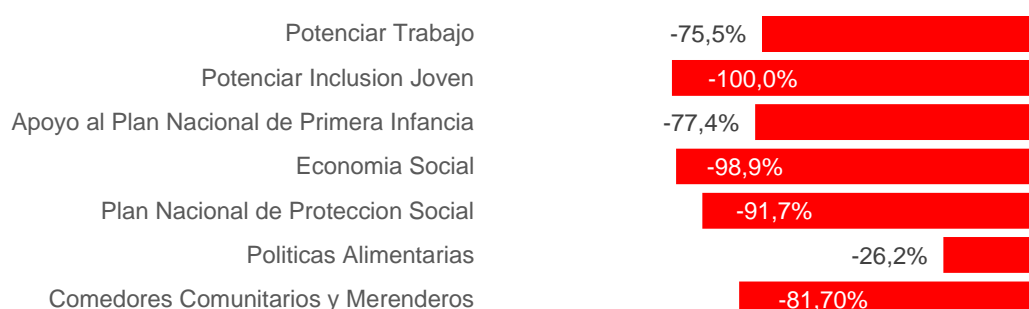 Potenciar Trabajo -75,5%
Potenciar Inclusion Joven -100,0%
Apoyo al Plan Nacional de Primera Infancia -77,4%
Economia Social -98,9%
Plan Nacional de Proteccion Social -91,7%
Politicas Alimentarias -26,2%
Comedores Comunitarios y Merenderos -81,70%